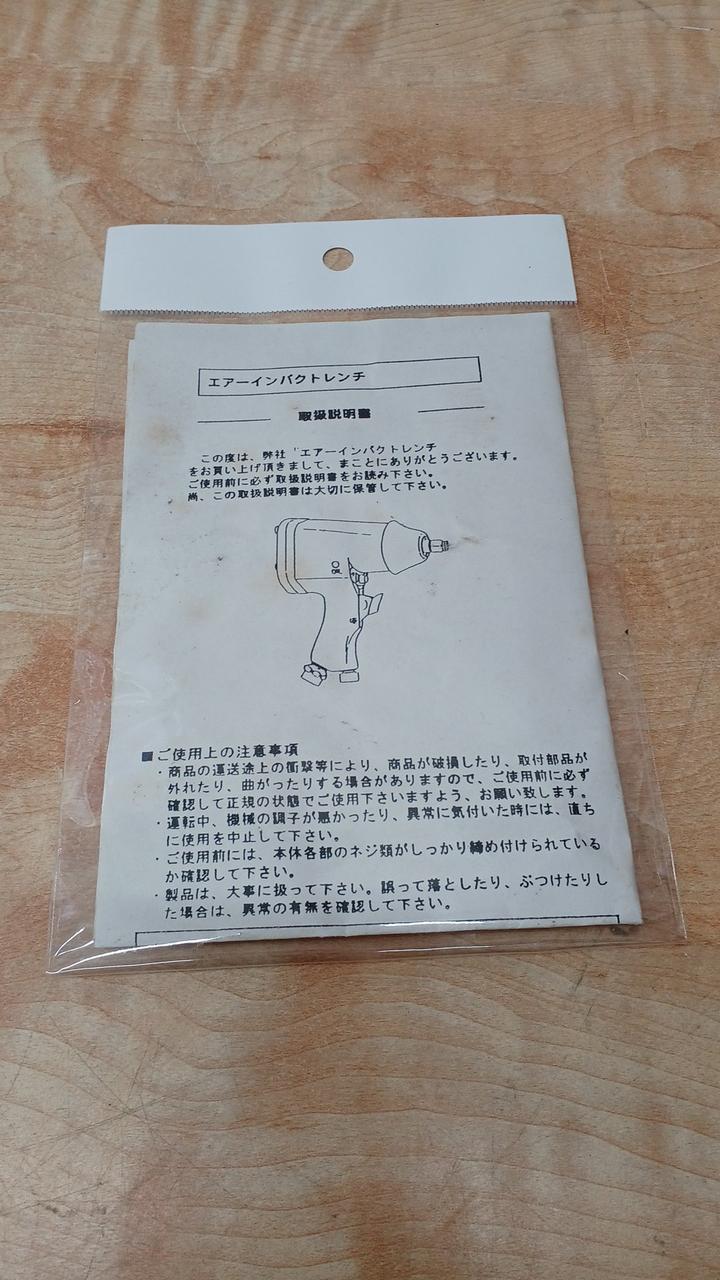 エアーインパクトレンチ
取扱説明書
この度は、弊社 'エアーインパクトレンチ
をお買い上げ頂きまして、まことにありがとうございます。
ご使用前に必ず取扱説明書をお読み下さい。
尚、この取扱説明書は大切に保管して下さい。
■ご使用上の注意事項
・商品の運送途上の衝撃等により、商品が破損したり、取付部品が
外れたり、曲がったりする場合がありますので、ご使用前に必ず
確認して正規の状態でご使用下さいますよう、お願い致します。
・運転中、機械の調子が悪かったり、異常に気付いた時には、直ち
に使用を中止して下さい。
・ご使用前には、本体各部のネジ類がしっかり締め付けられている
か確認して下さい。
・製品は、大事に扱って下さい。誤って落としたり、ぶつけたりし
た場合は、異常の有無を確認して下さい。